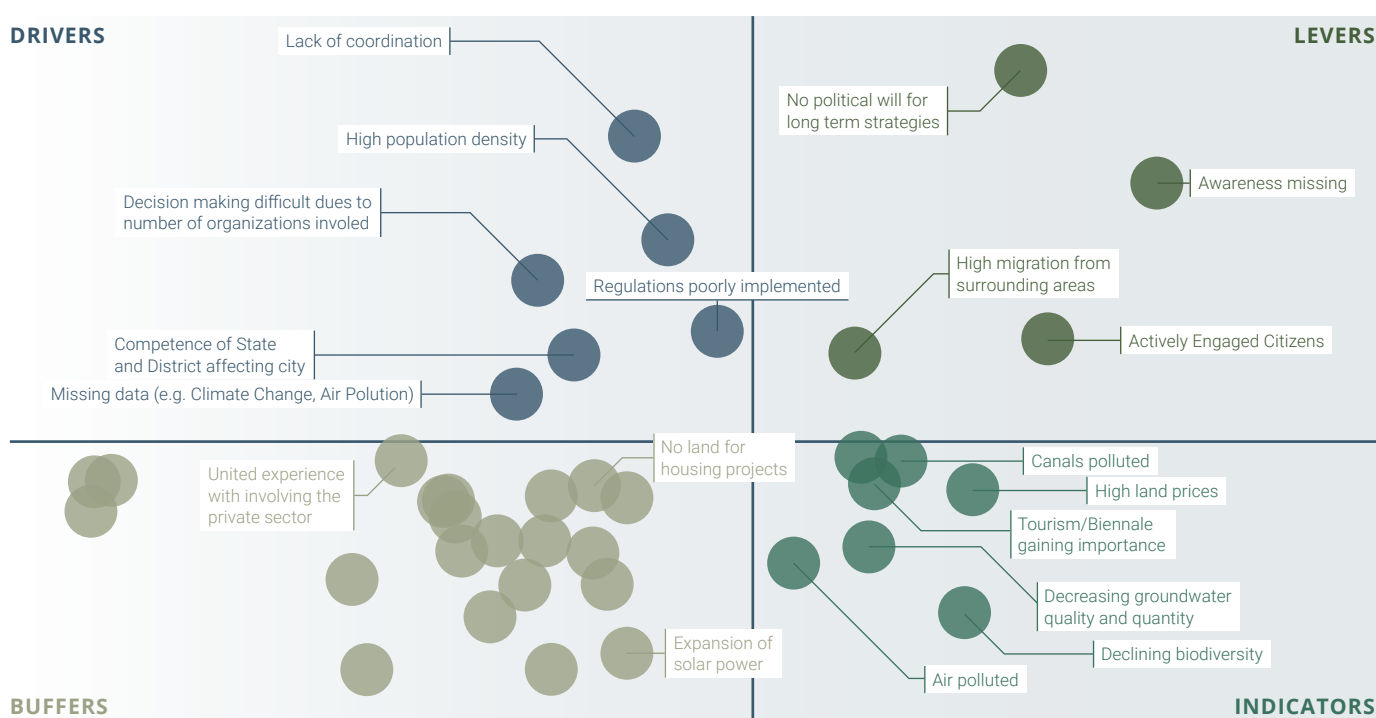 DRIVERS
LEVERS
Lack of coordination
No political will for
long term strategies
High population density
Awareness missing
Decision making difficult dues to
number of organizations involed
High migration from
surrounding areas
Regulations poorly implemented
Competence of State
and District affecting city
Actively Engaged Citizens
Missing data (e.g. Climate Change, Air Polution)
United experience
with involving the
private sector
No land for
housing projects
Canals polluted
High land prices
Tourism/Biennale
gaining importance
Decreasing groundwater
quality and quantity
Expansion of
solar power
Declining biodiversity
Air polluted
BUFFERS
INDICATORS